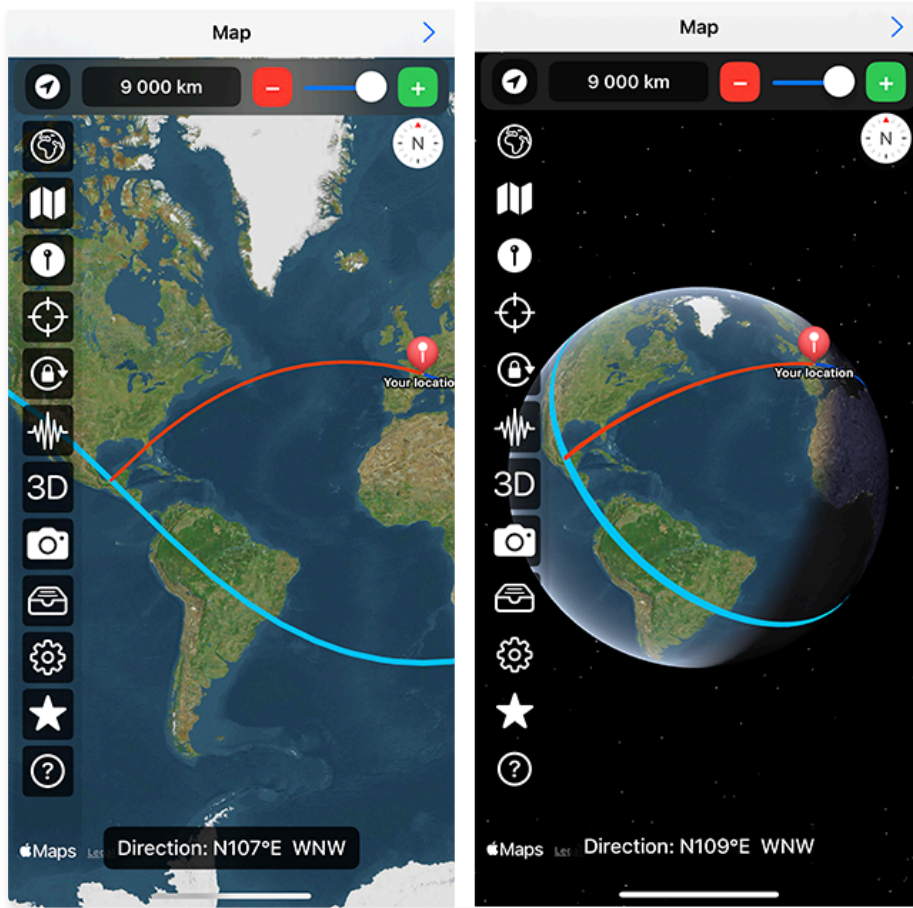 Map
9 000 km
N
Your locatio
3D
Maps
Direction: N107°E WNW
Map
9 000 km
N
Your location
3D
Maps
Direction: N109°E WNW